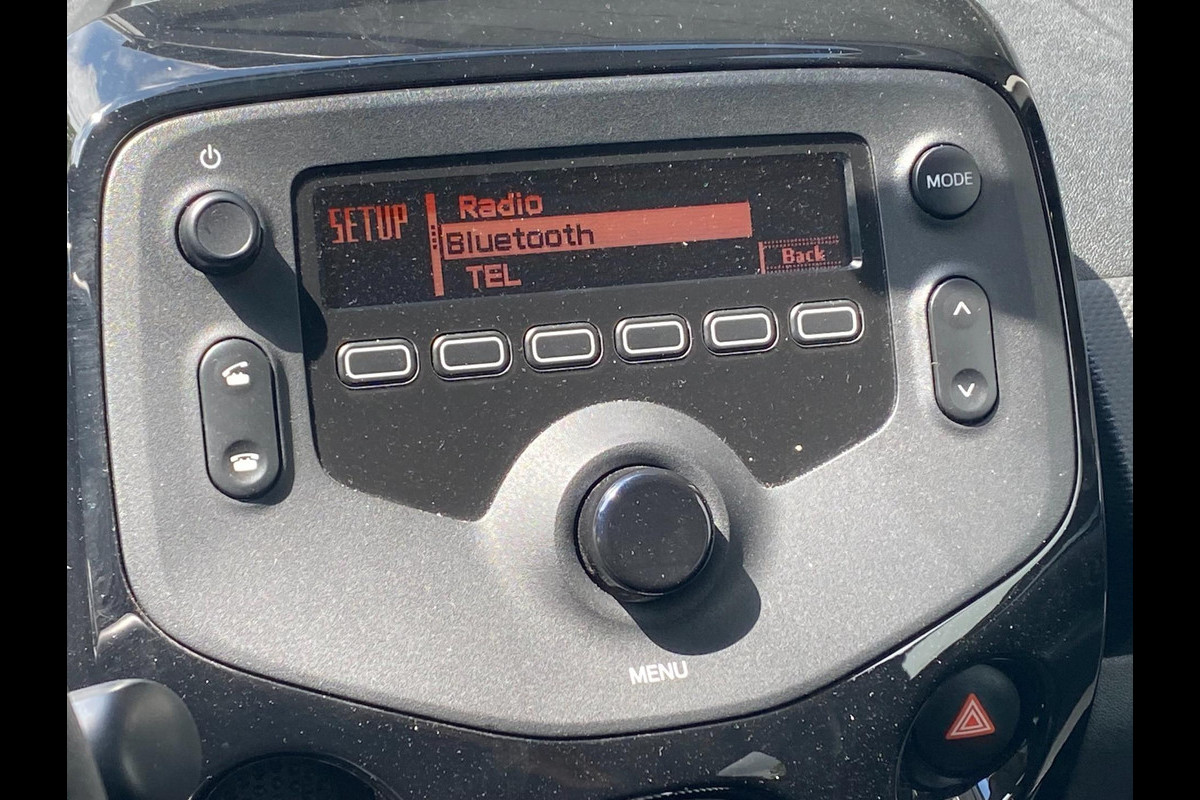 SETUP
Radio
Bluetooth
TEL
Back
MODE
MENU